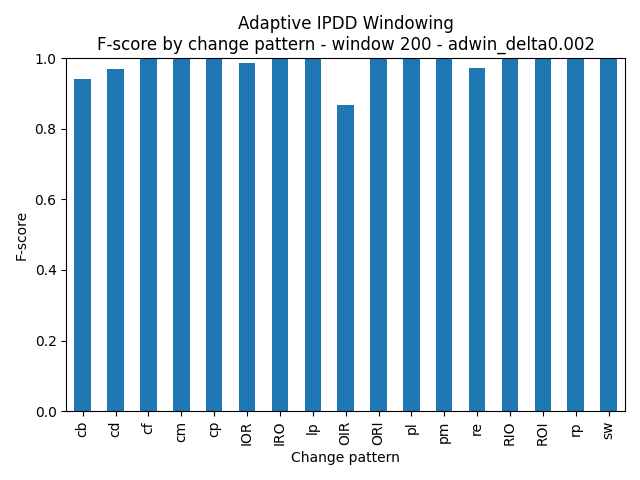 Adaptive IPDD Windowing
F-score by change pattern - window 200 - adwin_delta0.002
F-score
1.0
0.8
0.6
0.4
0.2
0.0
cb
cd
cf
cm
cp
IOR
IRO
lp
OIR
ORI
pl
pm
re
RIO
ROI
rp
sw
Change pattern